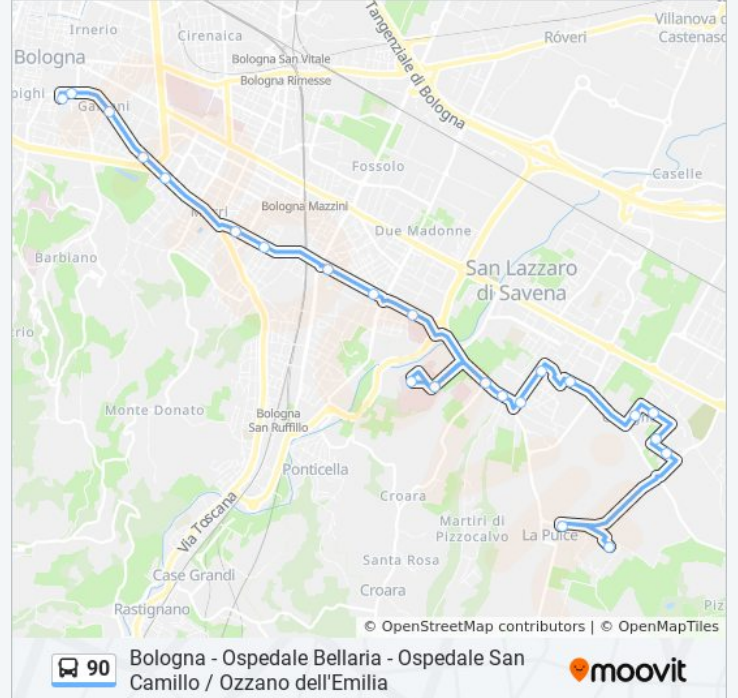 Irnerio
Cirenaica
Villanova
Castenaso
Róveri
Bologna
Bologna San Vitale
Bologna Rimesse
Tangenziale di Bologna
Fossolo
Caselle
Bologna Mazzini
Due Madonne
Barbiano
San Lazzaro
di Savena
Monte Donato
Bologna
San Ruffillo
Ponticella
Croara
Via Toscana
Martiri di
Pizzocalvo
La Pulce
Santa Rosa
Case Grandi
Croara
Rastignano
Piz
© OpenStreetMap contributors | © OpenMapTiles
90
Bologna - Ospedale Bellaria - Ospedale San
Camillo / Ozzano dell'Emilia
moovit